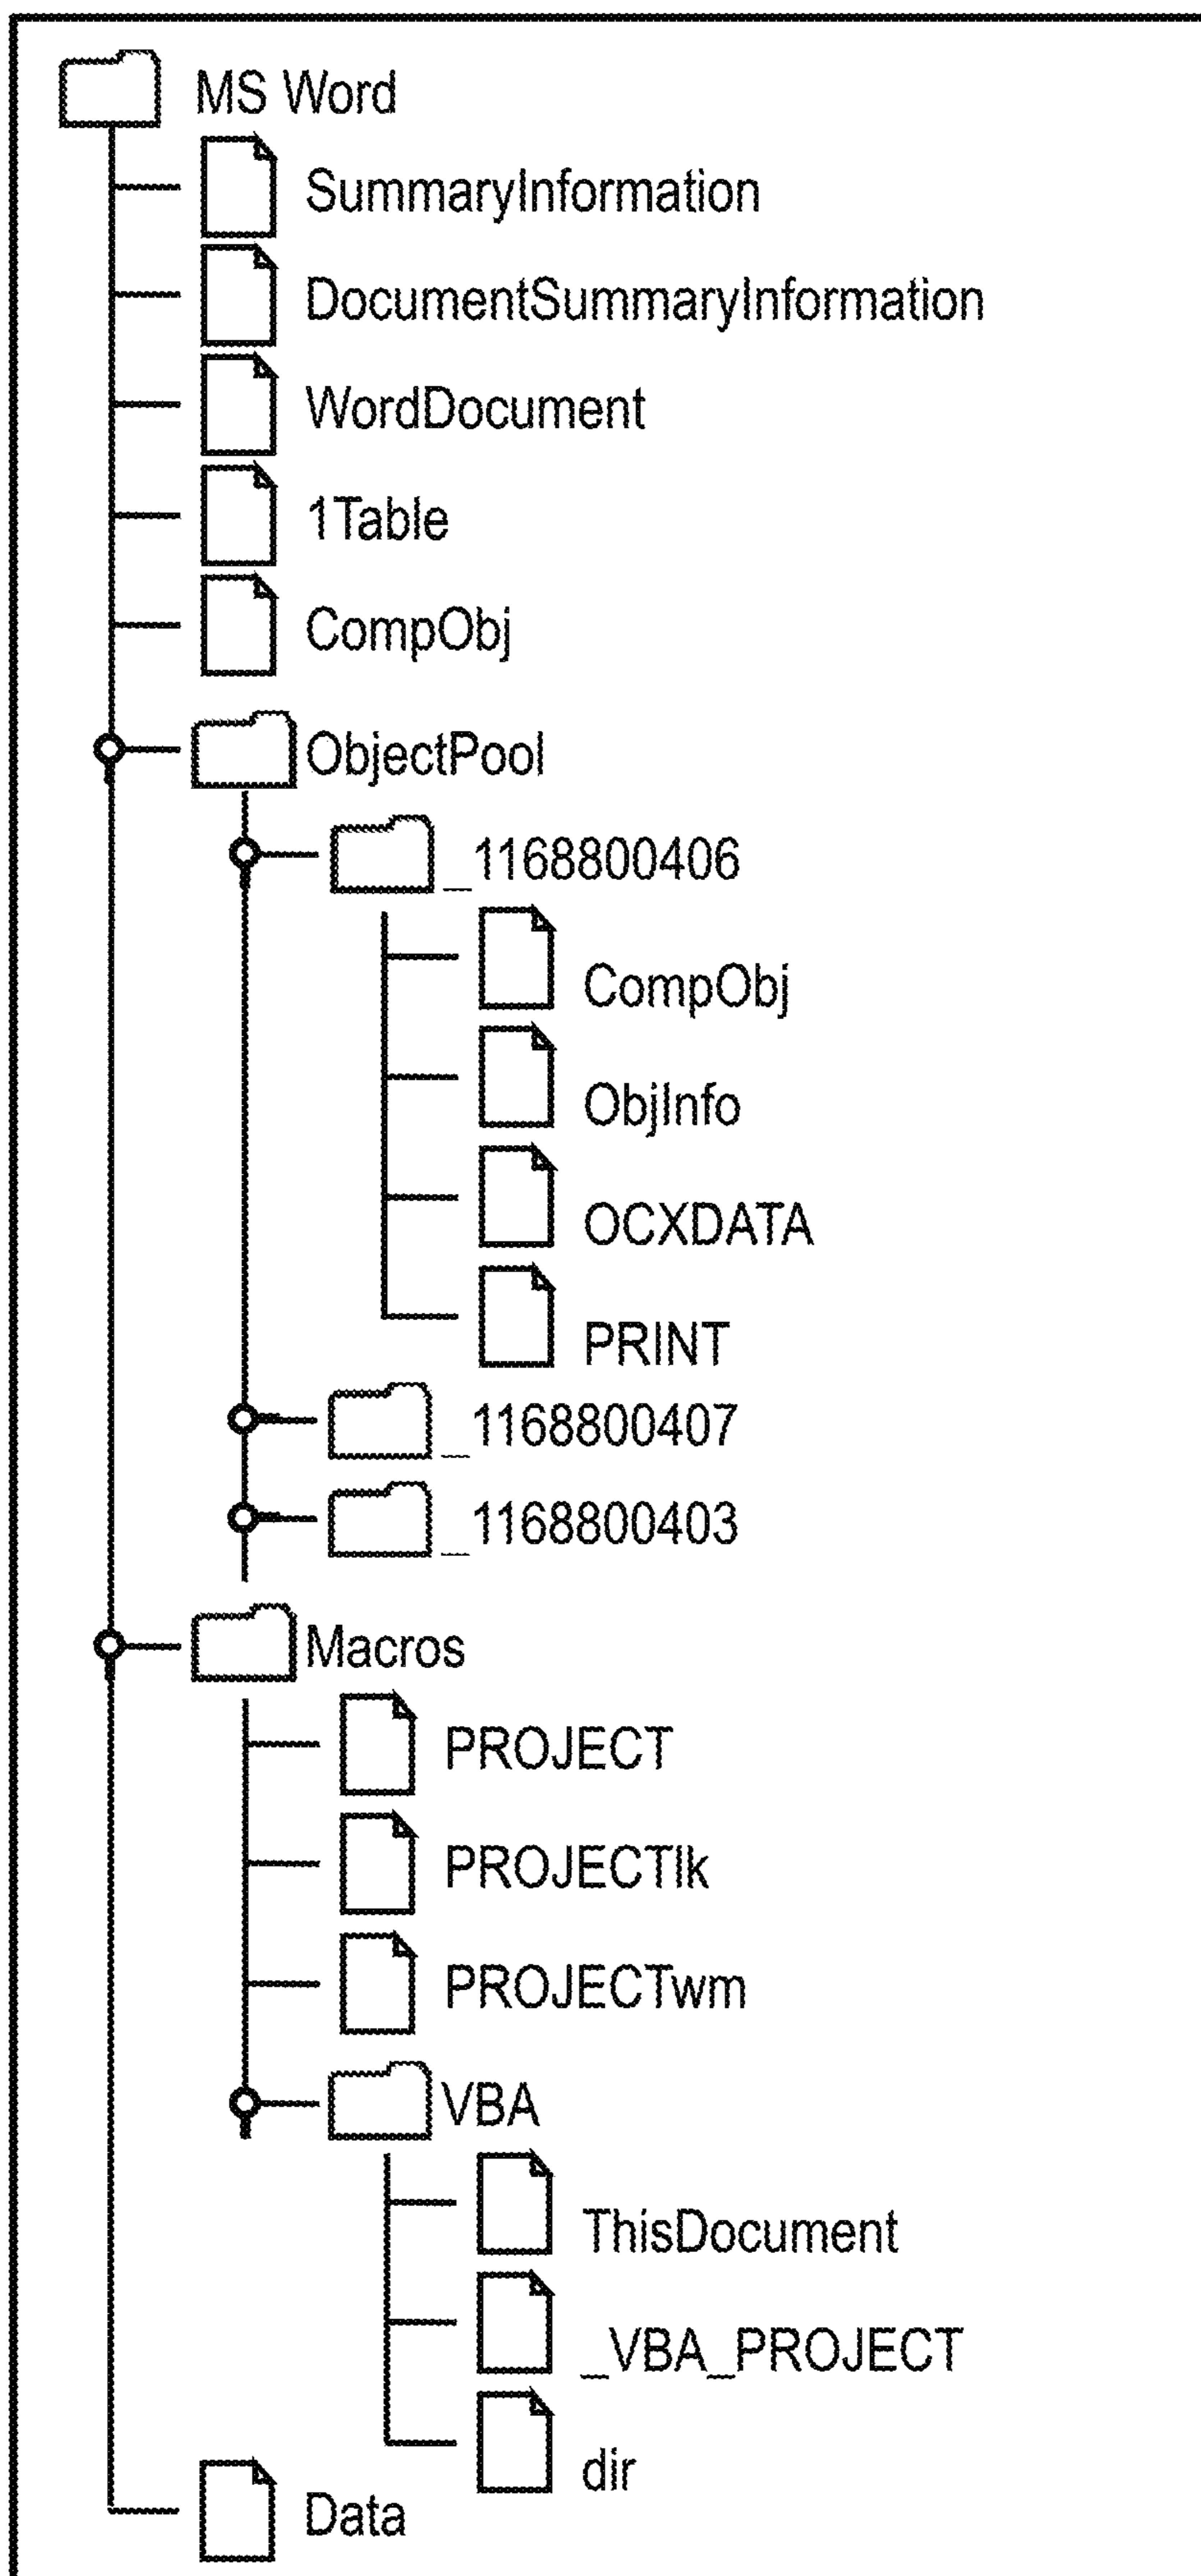 MS Word
SummaryInformation
DocumentSummaryInformation
WordDocument
1Table
CompObj
ObjectPool
_1168800406
CompObj
ObjInfo
OCXDATA
PRINT
_1168800407
_1168800403
Macros
PROJECT
PROJECTlk
PROJECTwm
VBA
ThisDocument
_VBA_PROJECT
dir
Data